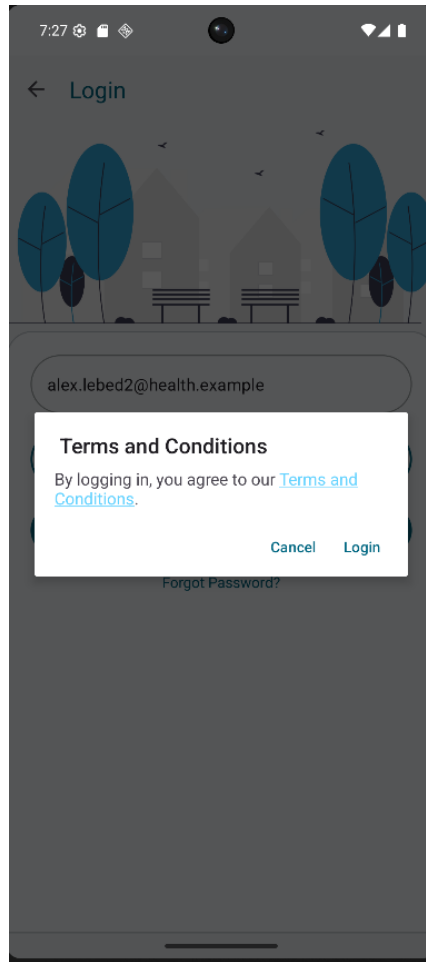 7:27
Login
alex.lebed2@health.example
Terms and Conditions
By logging in, you agree to our Terms and
Conditions.
Cancel Login
Forgot Password?